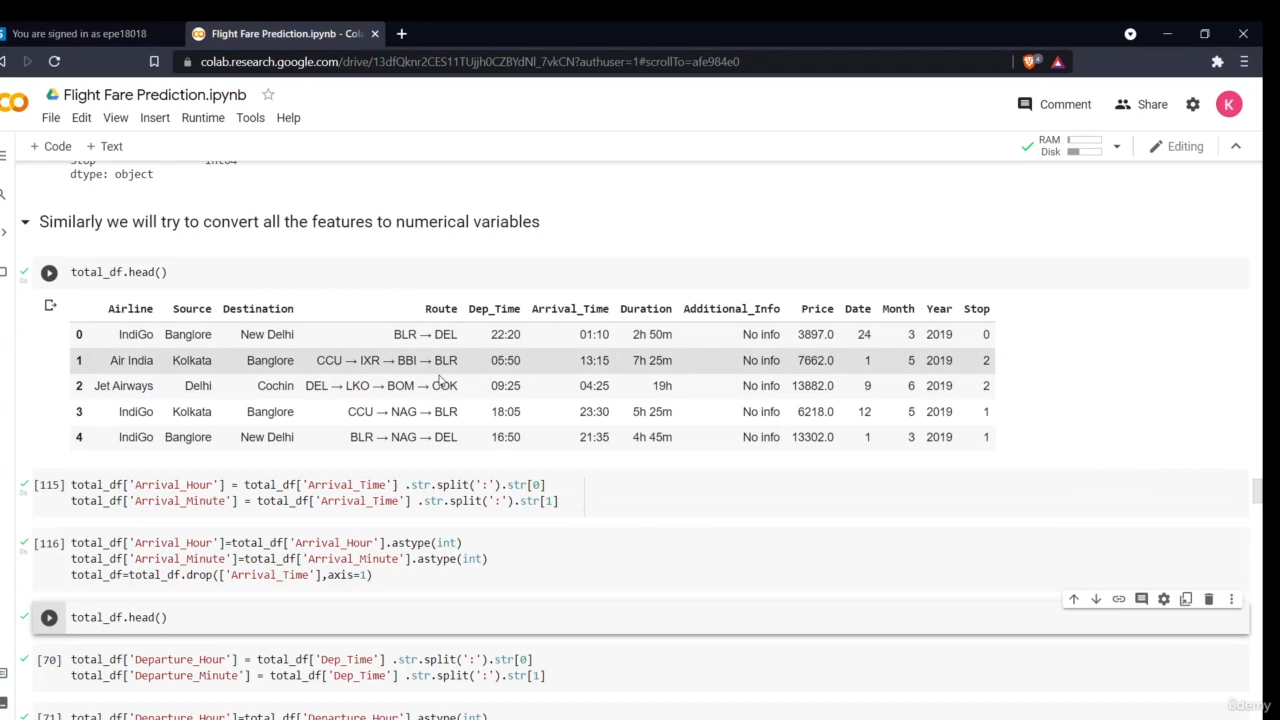 You are signed in as epe18018
Flight Fare Prediction.ipynb - Cola
colab.research.google.com/drive/13dfQknr2CES11TUjjh0CZBYdNl_7vkCN?authuser=1#scrollTo=afe984e0
Flight Fare Prediction.ipynb
Comment Share K
File Edit View Insert Runtime Tools Help
+ Code + Text
RAM
Disk
Editing
dtype: object
Similarly we will try to convert all the features to numerical variables
total_df.head()
Airline Source Destination Route Dep_Time Arrival_Time Duration Additional_Info Price Date Month Year Stop
0 IndiGo Banglore New Delhi BLR → DEL 22:20 01:10 2h 50m No info 3897.0 24 3 2019 0
1 Air India Kolkata Banglore CCU → IXR → BBI → BLR 05:50 13:15 7h 25m No info 7662.0 1 5 2019 2
2 Jet Airways Delhi Cochin DEL → LKO → BOM → COK 09:25 04:25 19h No info 13882.0 9 6 2019 2
3 IndiGo Kolkata Banglore CCU → NAG → BLR 18:05 23:30 5h 25m No info 6218.0 12 5 2019 1
4 IndiGo Banglore New Delhi BLR → NAG → DEL 16:50 21:35 4h 45m No info 13302.0 1 3 2019 1
[115] total_df['Arrival_Hour'] = total_df['Arrival_Time'] .str.split(':').str[0]
total_df['Arrival_Minute'] = total_df['Arrival_Time'] .str.split(':').str[1]
[116] total_df['Arrival_Hour']=total_df['Arrival_Hour'].astype(int)
total_df['Arrival_Minute']=total_df['Arrival_Minute'].astype(int)
total_df=total_df.drop(['Arrival_Time'],axis=1)
total_df.head()
[70] total_df['Departure_Hour'] = total_df['Dep_Time'] .str.split(':').str[0]
total_df['Departure_Minute'] = total_df['Dep_Time'] .str.split(':').str[1]
[71] total_df['Departure_Hour']=total_df['Departure_Hour'].astype(int)
ûdemy